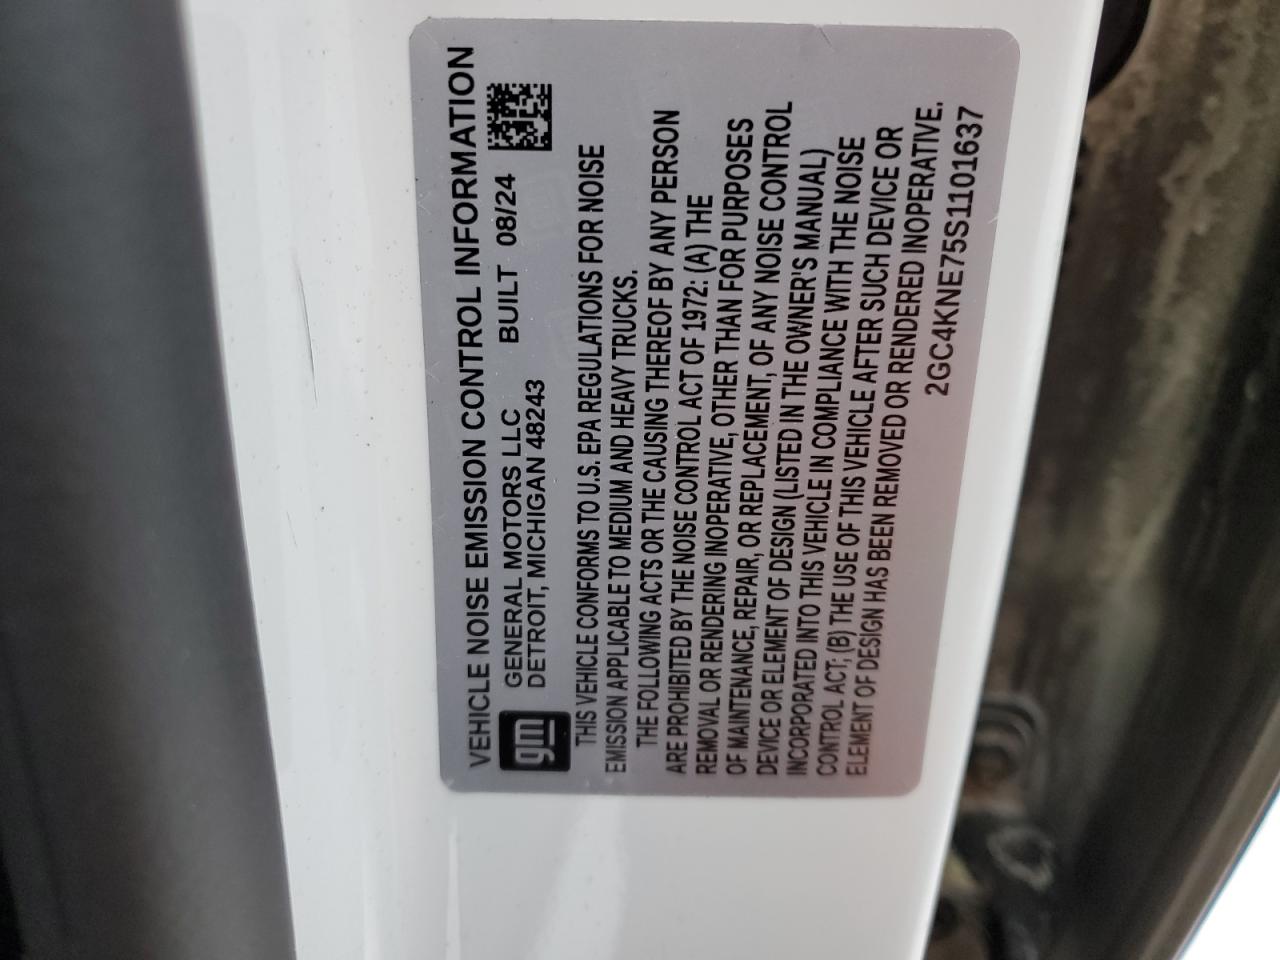 VEHICLE NOISE EMISSION CONTROL INFORMATION
gm
GENERAL MOTORS LLC BUILT 08/24
DETROIT, MICHIGAN 48243
THIS VEHICLE CONFORMS TO U.S. EPA REGULATIONS FOR NOISE
EMISSION APPLICABLE TO MEDIUM AND HEAVY TRUCKS.
THE FOLLOWING ACTS OR THE CAUSING THEREOF BY ANY PERSON
ARE PROHIBITED BY THE NOISE CONTROL ACT OF 1972: (A) THE
REMOVAL OR RENDERING INOPERATIVE, OTHER THAN FOR PURPOSES
OF MAINTENANCE, REPAIR, OR REPLACEMENT, OF ANY NOISE CONTROL
DEVICE OR ELEMENT OF DESIGN (LISTED IN THE OWNER'S MANUAL)
INCORPORATED INTO THIS VEHICLE IN COMPLIANCE WITH THE NOISE
CONTROL ACT; (B) THE USE OF THIS VEHICLE AFTER SUCH DEVICE OR
ELEMENT OF DESIGN HAS BEEN REMOVED OR RENDERED INOPERATIVE.
2GC4KNE75S1101637